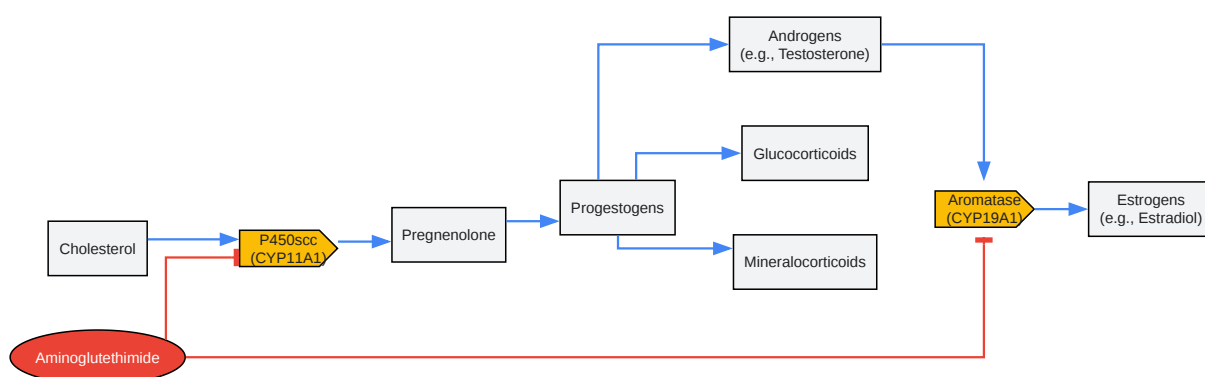 Androgens
(e.g., Testosterone)
Glucocorticoids
Progestogens
Aromatase
(CYP19A1)
Estrogens
(e.g., Estradiol)
Cholesterol
P450scc
(CYP11A1)
Pregnenolone
Mineralocorticoids
Aminoglutethimide